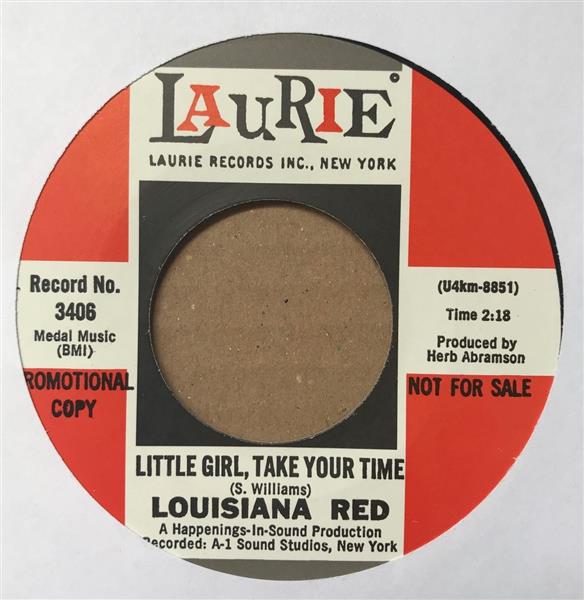 LAURIE
LAURIE RECORDS INC., NEW YORK
Record No.
3406
Medal Music
(BMI)
ROMOTIONAL
COPY
(U4km-8851)
Time 2:18
Produced by
Herb Abramson
NOT FOR SALE
LITTLE GIRL, TAKE YOUR TIME
(S. Williams)
LOUISIANA RED
A Happenings-In-Sound Production
Recorded: A-1 Sound Studios, New York